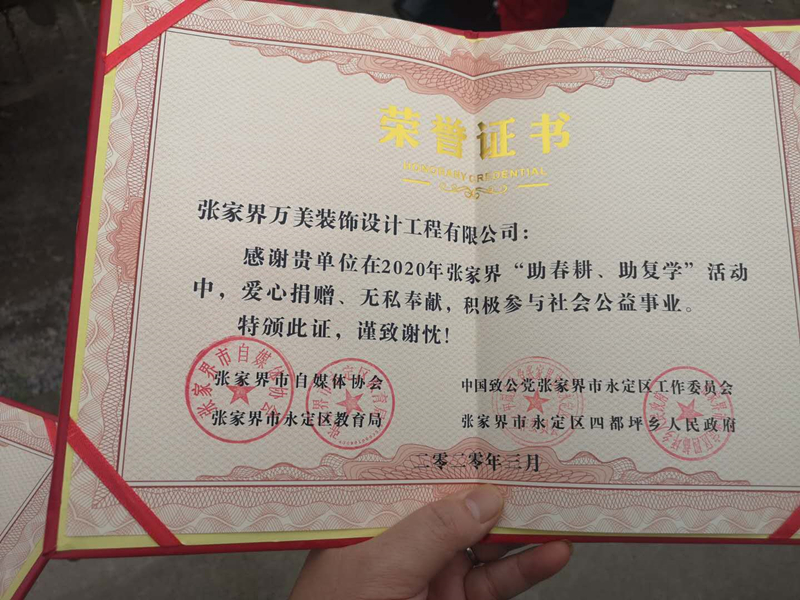 荣誉证书
HONORARY CREDENTIAL
张家界万美装饰设计工程有限公司：
感谢贵单位在2020年张家界“助春耕、助复学”活动
中，爱心捐赠、无私奉献，积极参与社会公益事业。
特颁此证，谨致谢忱！
张家界市自媒体协会
中国致公党张家界市永定区工作委员会
张家界市永定区教育局
张家界市永定区四都坪乡人民政府
二零二零年三月